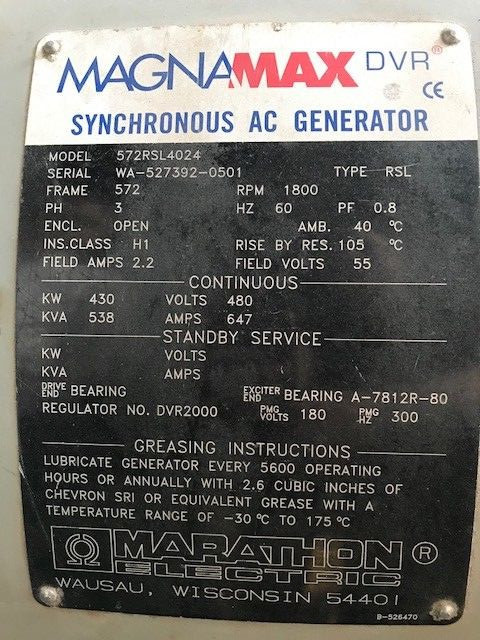 MAGNAMAX DVR®
CE
SYNCHRONOUS AC GENERATOR
MODEL 572RSL4024
SERIAL WA-527392-0501 TYPE RSL
FRAME 572 RPM 1800
PH 3 HZ 60 PF 0.8
ENCL. OPEN AMB. 40 °C
INS.CLASS H1 RISE BY RES. 105 °C
FIELD AMPS 2.2 FIELD VOLTS 55
CONTINUOUS
KW 430 VOLTS 480
KVA 538 AMPS 647
STANDBY SERVICE
KW VOLTS
KVA AMPS
DRIVE END BEARING EXCITER END BEARING A-7812R-80
REGULATOR NO. DVR2000 PMG VOLTS 180 PMG HZ 300
GREASING INSTRUCTIONS
LUBRICATE GENERATOR EVERY 5600 OPERATING
HOURS OR ANNUALLY WITH 2.6 CUBIC INCHES OF
CHEVRON SRI OR EQUIVALENT GREASE WITH A
TEMPERATURE RANGE OF -30 °C TO 175 °C
MARATHON ®
ELECTRIC
WAUSAU, WISCONSIN 54401
B-526470